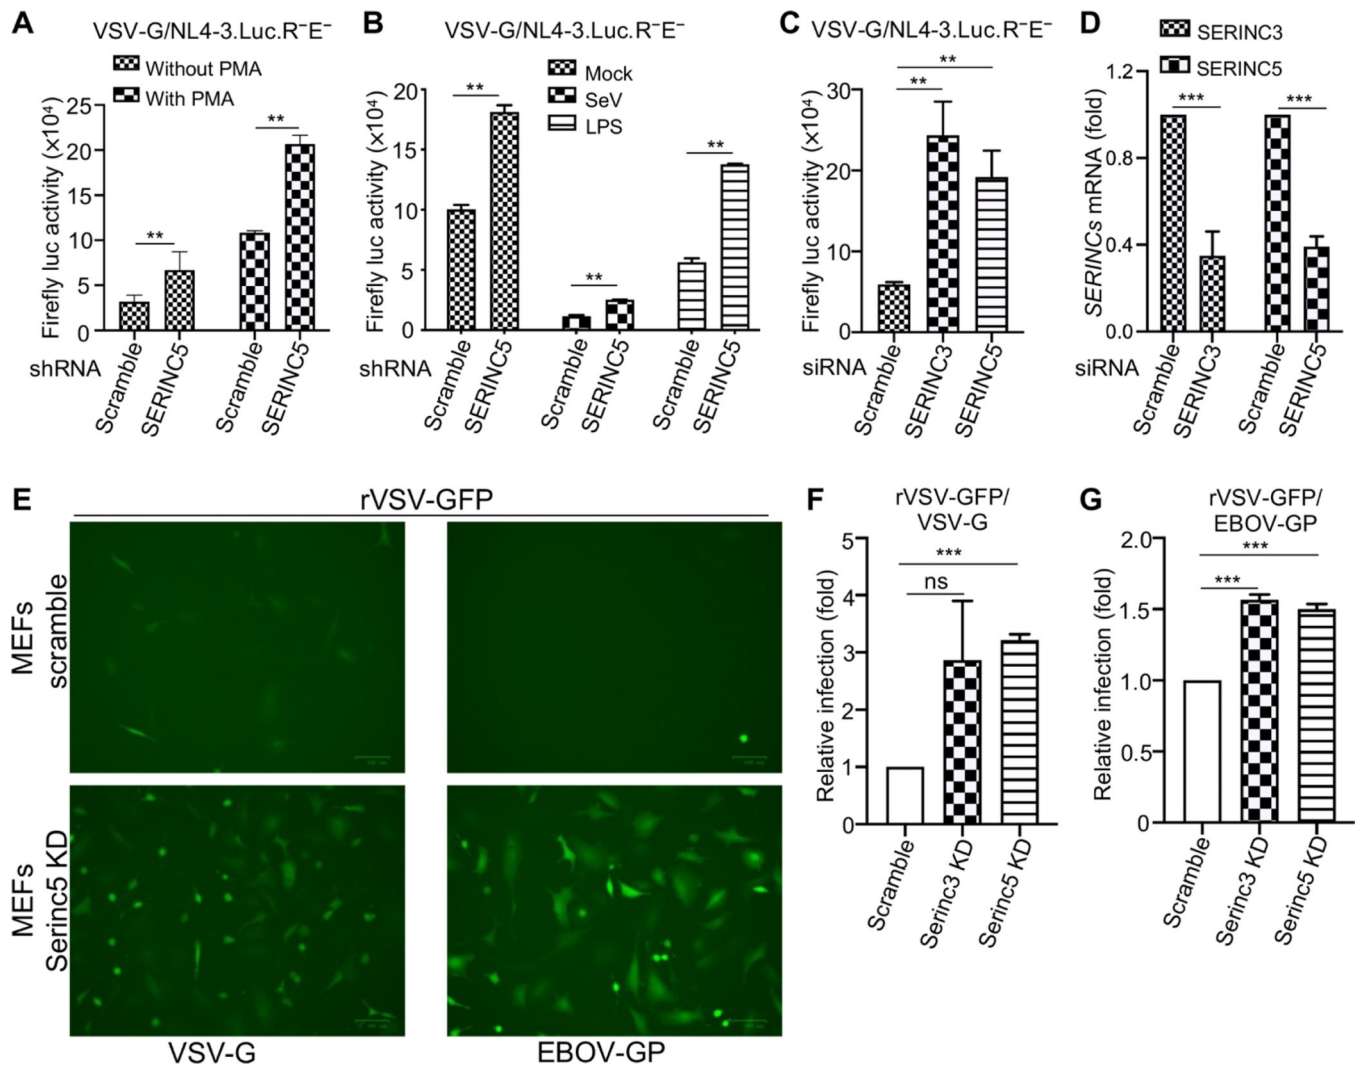 A
VSV-G/NL4-3.Luc.R⁻E⁻
Without PMA
With PMA
Firefly luc activity (×10⁴)
25
20
15
10
5
0
**
**
shRNA
Scramble
SERINC5
Scramble
SERINC5
B
VSV-G/NL4-3.Luc.R⁻E⁻
Mock
SeV
LPS
Firefly luc activity (×10⁴)
20
15
10
5
0
**
**
**
shRNA
Scramble
SERINC5
Scramble
SERINC5
Scramble
SERINC5
C
VSV-G/NL4-3.Luc.R⁻E⁻
Firefly luc activity (×10⁴)
30
20
10
0
**
**
siRNA
Scramble
SERINC3
SERINC5
D
SERINC3
SERINC5
SERINCs mRNA (fold)
1.2
0.8
0.4
0.0
***
***
siRNA
Scramble
SERINC3
Scramble
SERINC5
E
rVSV-GFP
MEFs
scramble
MEFs
Serinc5 KD
VSV-G
EBOV-GP
F
rVSV-GFP/
VSV-G
Relative infection (fold)
5
4
3
2
1
0
***
ns
Scramble
Serinc3 KD
Serinc5 KD
G
rVSV-GFP/
EBOV-GP
Relative infection (fold)
2.0
1.5
1.0
0.5
0
***
***
Scramble
Serinc3 KD
Serinc5 KD